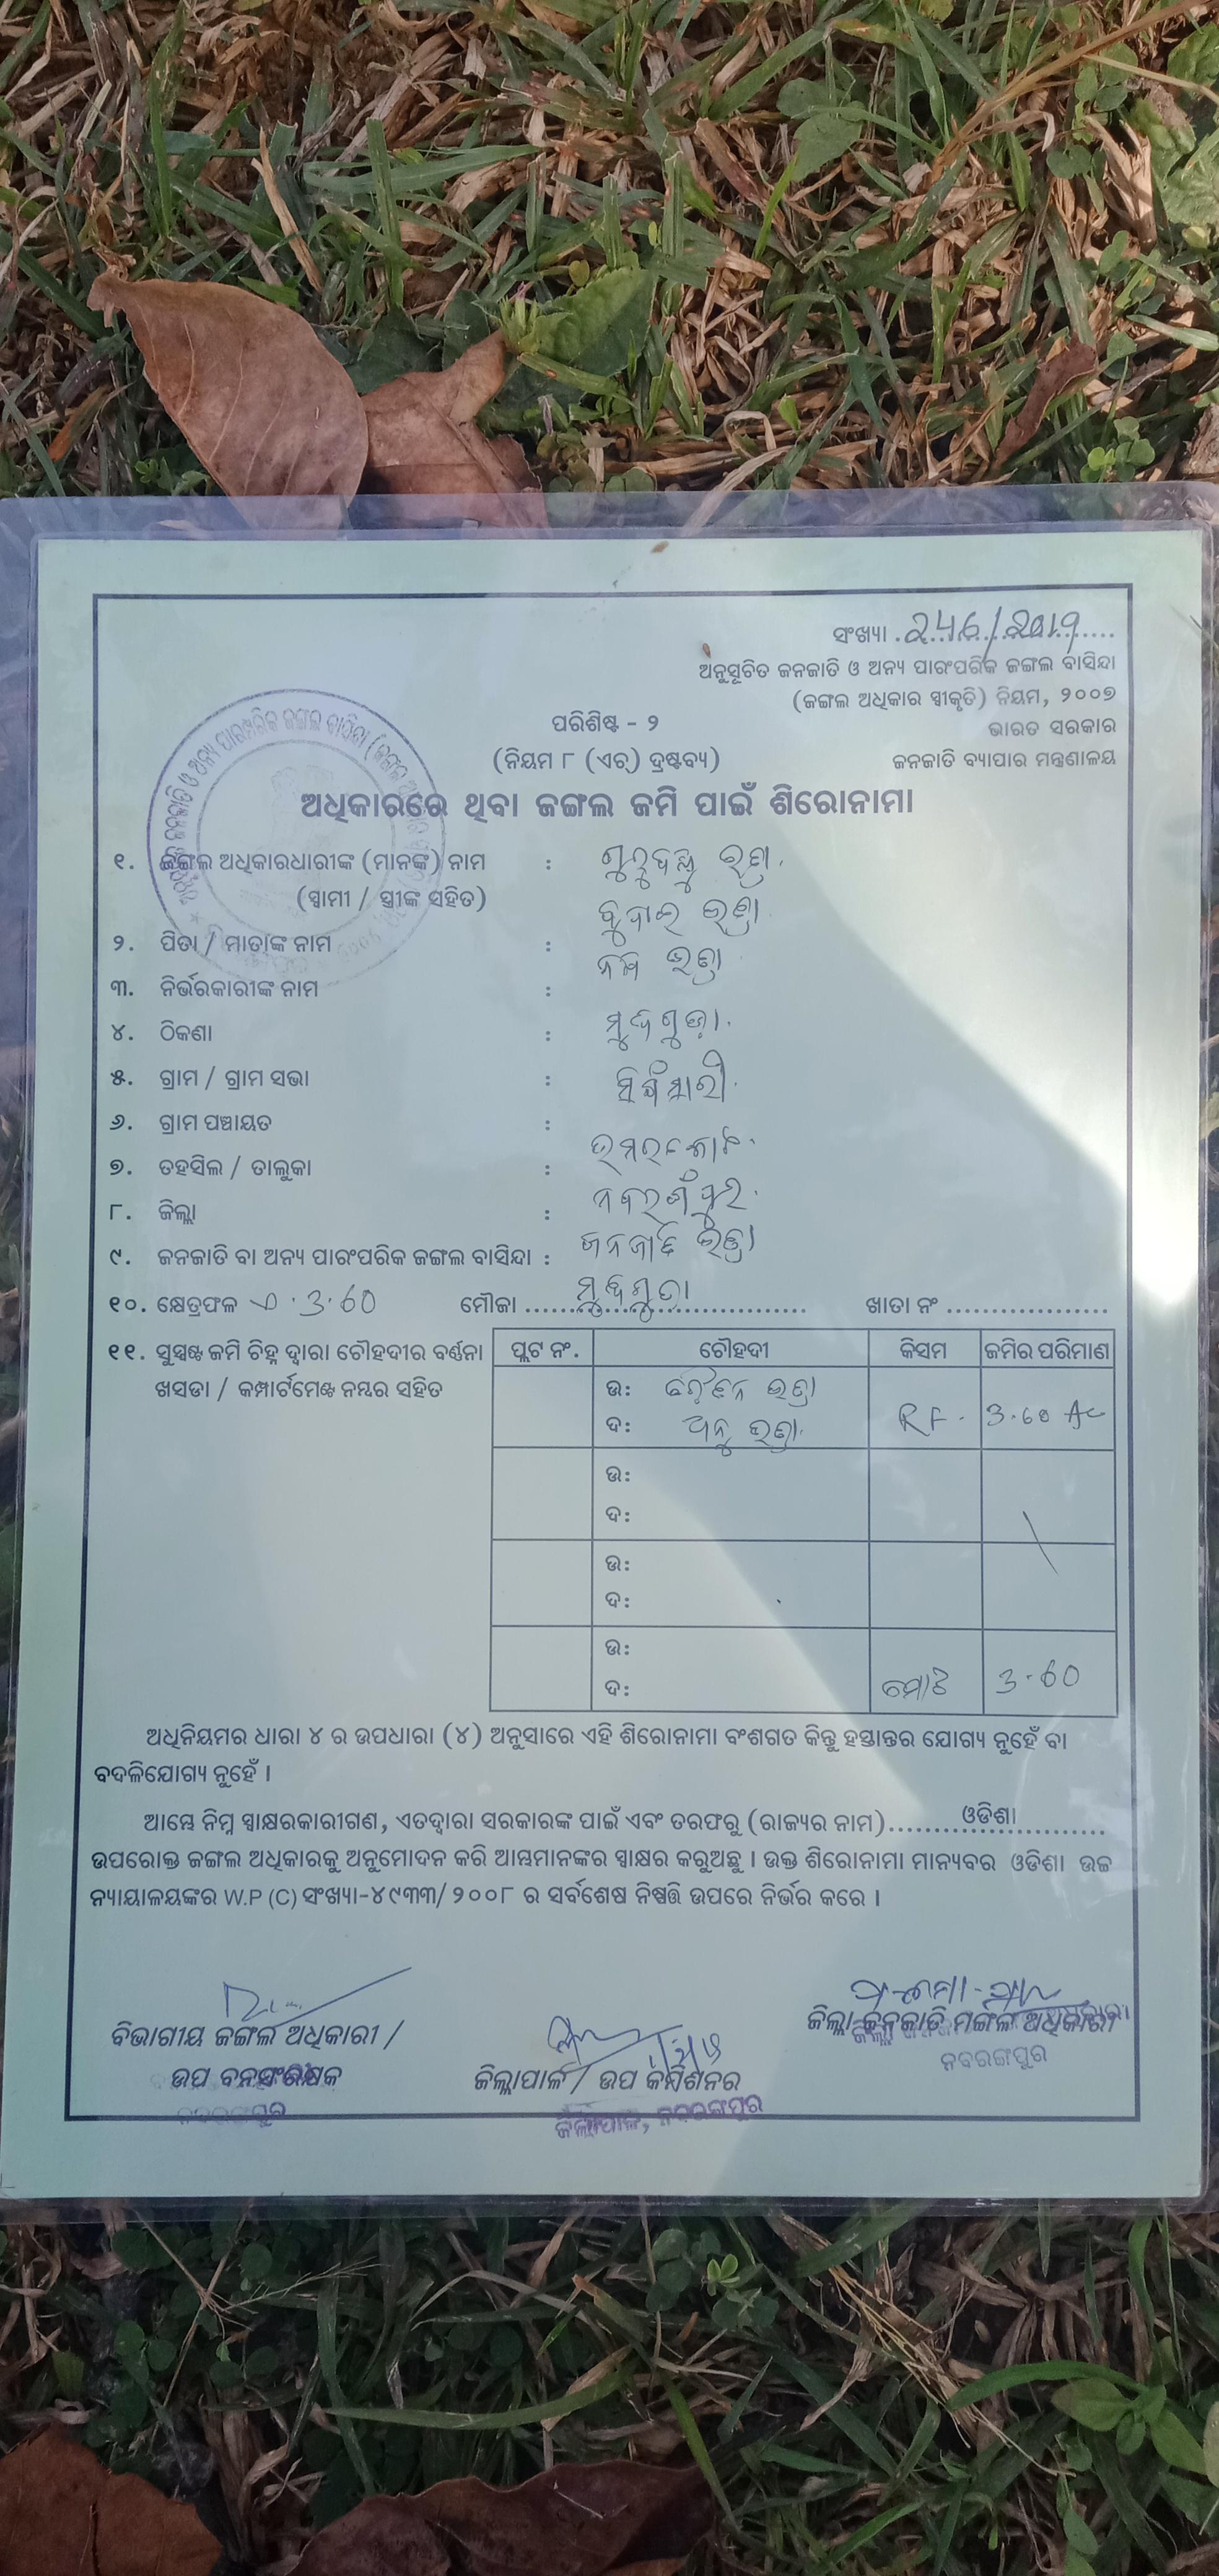 ସଂଖ୍ୟା 246/2019
ଅନୁସୂଚିତ ଜନଜାତି ଓ ଅନ୍ୟ ପାରଂପରିକ ଜଙ୍ଗଲ ବାସିନ୍ଦା
(ଜଙ୍ଗଲ ଅଧିକାର ସ୍ୱୀକୃତି) ନିୟମ, ୨୦୦୭
ଭାରତ ସରକାର
ଜନଜାତି ବ୍ୟାପାର ମନ୍ତ୍ରଣାଳୟ
ପରିଶିଷ୍ଟ - ୨
(ନିୟମ ୮ (ଏଚ୍) ଦ୍ରଷ୍ଟବ୍ୟ)
ଅଧିକାରରେ ଥିବା ଜଙ୍ଗଲ ଜମି ପାଇଁ ଶିରୋନାମା
୧. ଜଙ୍ଗଲ ଅଧିକାରଧାରୀଙ୍କ (ମାନଙ୍କ) ନାମ :
(ସ୍ୱାମୀ / ସ୍ତ୍ରୀଙ୍କ ସହିତ)
୨. ପିତା / ମାତାଙ୍କ ନାମ :
୩. ନିର୍ଭରକାରୀଙ୍କ ନାମ :
୪. ଠିକଣା :
୫. ଗ୍ରାମ / ଗ୍ରାମ ସଭା :
୬. ଗ୍ରାମ ପଞ୍ଚାୟତ :
୭. ତହସିଲ / ତାଲୁକା : ଉମରକୋଟ
୮. ଜିଲ୍ଲା :
୯. ଜନଜାତି ବା ଅନ୍ୟ ପାରଂପରିକ ଜଙ୍ଗଲ ବାସିନ୍ଦା : ଜନଜାତି
୧୦. କ୍ଷେତ୍ରଫଳ 3.60 ମୌଜା ........ ଖାତା ନଂ ........
୧୧. ସୁସ୍ପଷ୍ଟ ଜମି ଚିହ୍ନ ଦ୍ୱାରା ଚୌହଦୀର ବର୍ଣ୍ଣନା
ଖସଡା / କମ୍ପାର୍ଟମେଣ୍ଟ ନମ୍ବର ସହିତ
ପ୍ଲଟ ନଂ. ଚୌହଦୀ କିସମ ଜମିର ପରିମାଣ
ଉ:
ଦ: RF. 3.60 Ac
ଉ:
ଦ:
ଉ:
ଦ:
ଉ:
ଦ: ମୋଟ 3.60
ଅଧିନିୟମର ଧାରା ୪ ର ଉପଧାରା (୪) ଅନୁସାରେ ଏହି ଶିରୋନାମା ବଂଶଗତ କିନ୍ତୁ ହସ୍ତାନ୍ତର ଯୋଗ୍ୟ ନୁହେଁ ବା
ବଦଳିଯୋଗ୍ୟ ନୁହେଁ ।
ଆମ୍ଭେ ନିମ୍ନ ସ୍ୱାକ୍ଷରକାରୀଗଣ, ଏତଦ୍ୱାରା ସରକାରଙ୍କ ପାଇଁ ଏବଂ ତରଫରୁ (ରାଜ୍ୟର ନାମ) ଓଡିଶା
ଉପରୋକ୍ତ ଜଙ୍ଗଲ ଅଧିକାରକୁ ଅନୁମୋଦନ କରି ଆମ୍ଭମାନଙ୍କର ସ୍ୱାକ୍ଷର କରୁଅଛୁ । ଉକ୍ତ ଶିରୋନାମା ମାନ୍ୟବର ଓଡିଶା ଉଚ୍ଚ
ନ୍ୟାୟାଳୟଙ୍କର W.P (C) ସଂଖ୍ୟା-୪୯୩୩/୨୦୦୮ ର ସର୍ବଶେଷ ନିଷ୍ପତ୍ତି ଉପରେ ନିର୍ଭର କରେ ।
ବିଭାଗୀୟ ଜଙ୍ଗଲ ଅଧିକାରୀ /
ଉପ ବନସଂରକ୍ଷକ
ନବରଙ୍ଗପୁର
ଜିଲ୍ଲାପାଳ / ଉପ କମିଶନର
ଜିଲ୍ଲାପାଳ, ନବରଙ୍ଗପୁର
ଜିଲ୍ଲା ଜନଜାତି ମଙ୍ଗଳ ଅଧିକାରୀ
ନବରଙ୍ଗପୁର